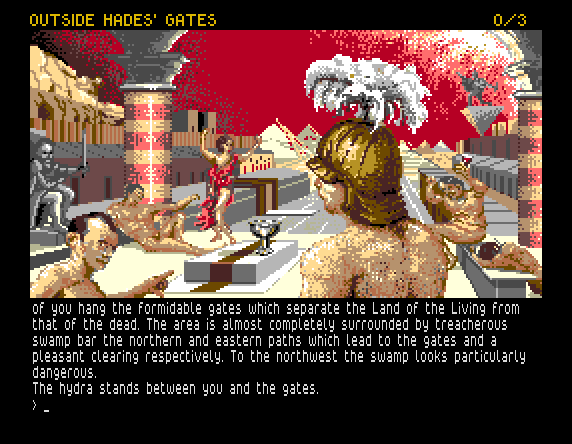 OUTSIDE HADES' GATES 0/3
of you hang the formidable gates which separate the Land of the Living from
that of the dead. The area is almost completely surrounded by treacherous
swamp bar the northern and eastern paths which lead to the gates and a
pleasant clearing respectively. To the northwest the swamp looks particularly
dangerous.
The hydra stands between you and the gates.
> _